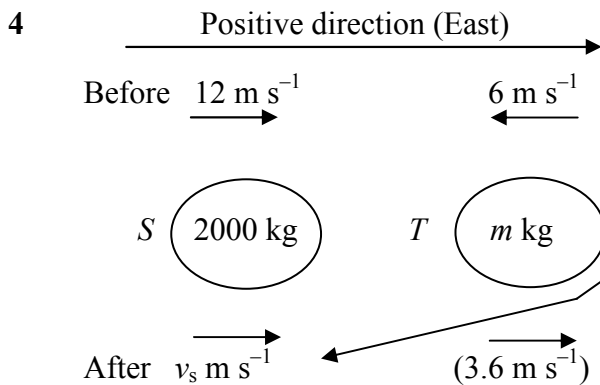 4 Positive direction (East)
Before 12 m s⁻¹ 6 m s⁻¹
S 2000 kg T m kg
After vₛ m s⁻¹ (3.6 m s⁻¹)